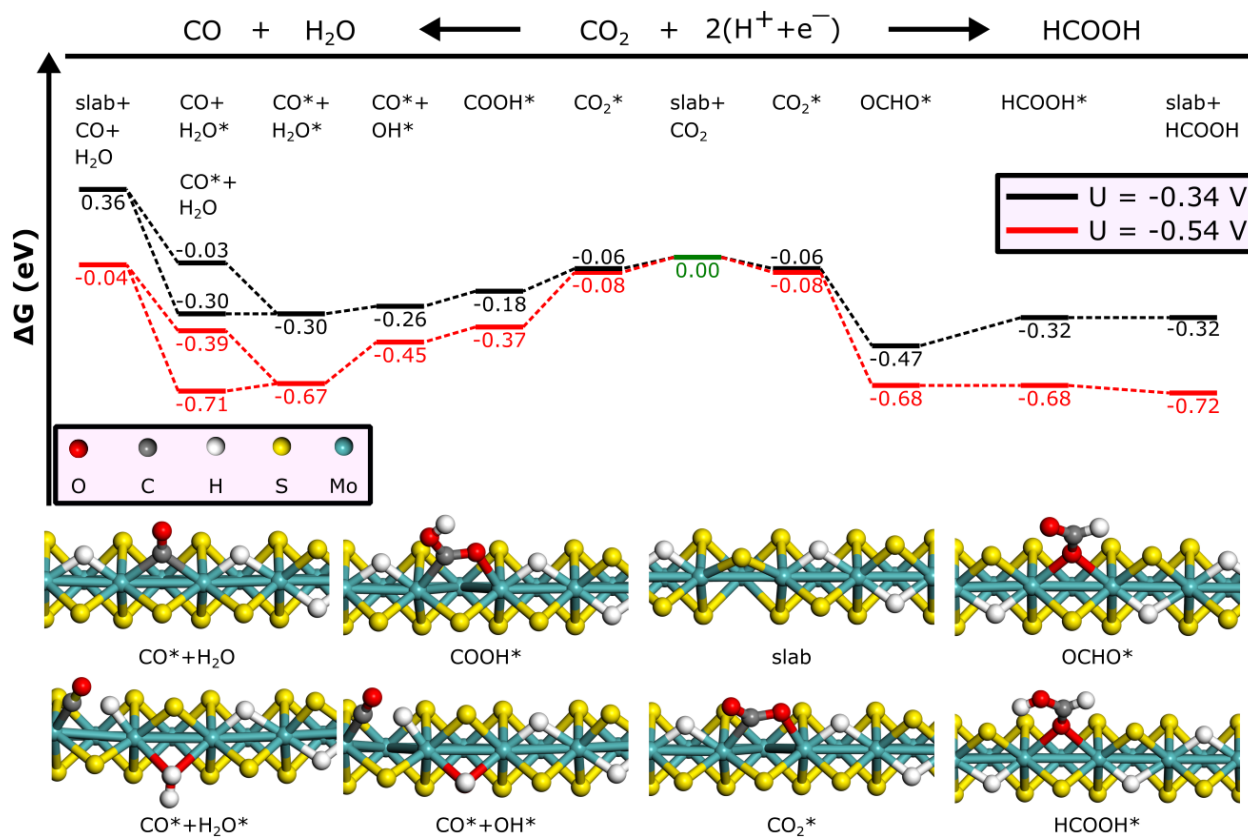 CO + H₂O ← CO₂ + 2(H⁺+e⁻) → HCOOH
slab+
CO+
H₂O
CO+
H₂O*
CO*+
H₂O
CO*+
H₂O*
CO*+
OH*
COOH*
CO₂*
slab+
CO₂
CO₂*
OCHO*
HCOOH*
slab+
HCOOH
U = -0.34 V
U = -0.54 V
ΔG (eV)
0.36
-0.03
-0.30
-0.30
-0.26
-0.18
-0.06
0.00
-0.06
-0.47
-0.32
-0.32
-0.04
-0.39
-0.71
-0.67
-0.45
-0.37
-0.08
-0.08
-0.68
-0.68
-0.72
O C H S Mo
CO*+H₂O
COOH*
slab
OCHO*
CO*+H₂O*
CO*+OH*
CO₂*
HCOOH*